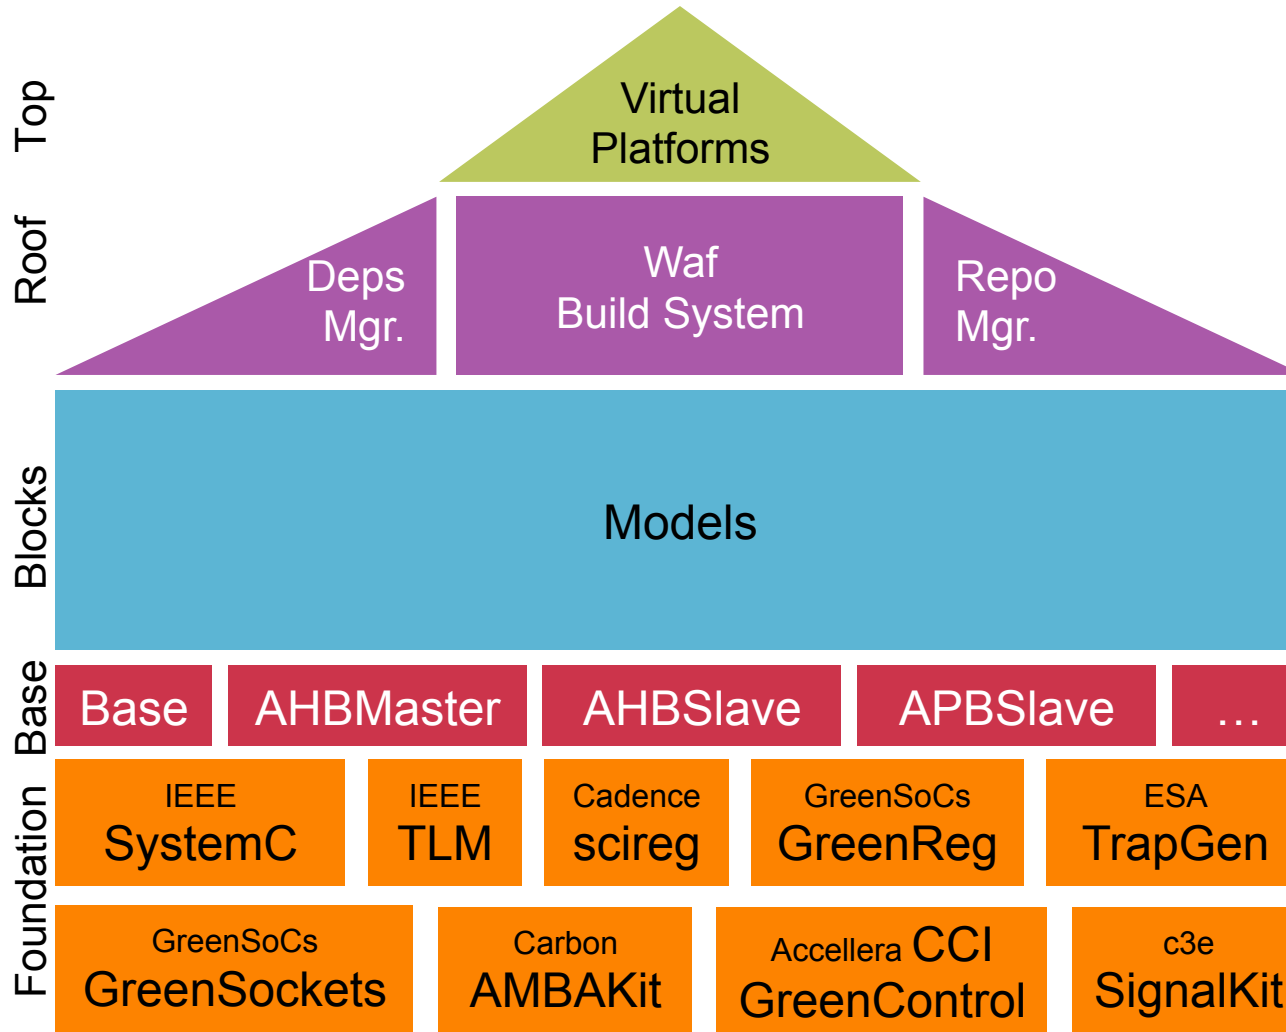 Top
Virtual
Platforms
Roof
Deps
Mgr.
Waf
Build System
Repo
Mgr.
Blocks
Models
Base
Base
AHBMaster
AHBSlave
APBSlave
...
Foundation
IEEE
SystemC
IEEE
TLM
Cadence
scireg
GreenSoCs
GreenReg
ESA
TrapGen
GreenSoCs
GreenSockets
Carbon
AMBAKit
Accellera CCI
GreenControl
c3e
SignalKit